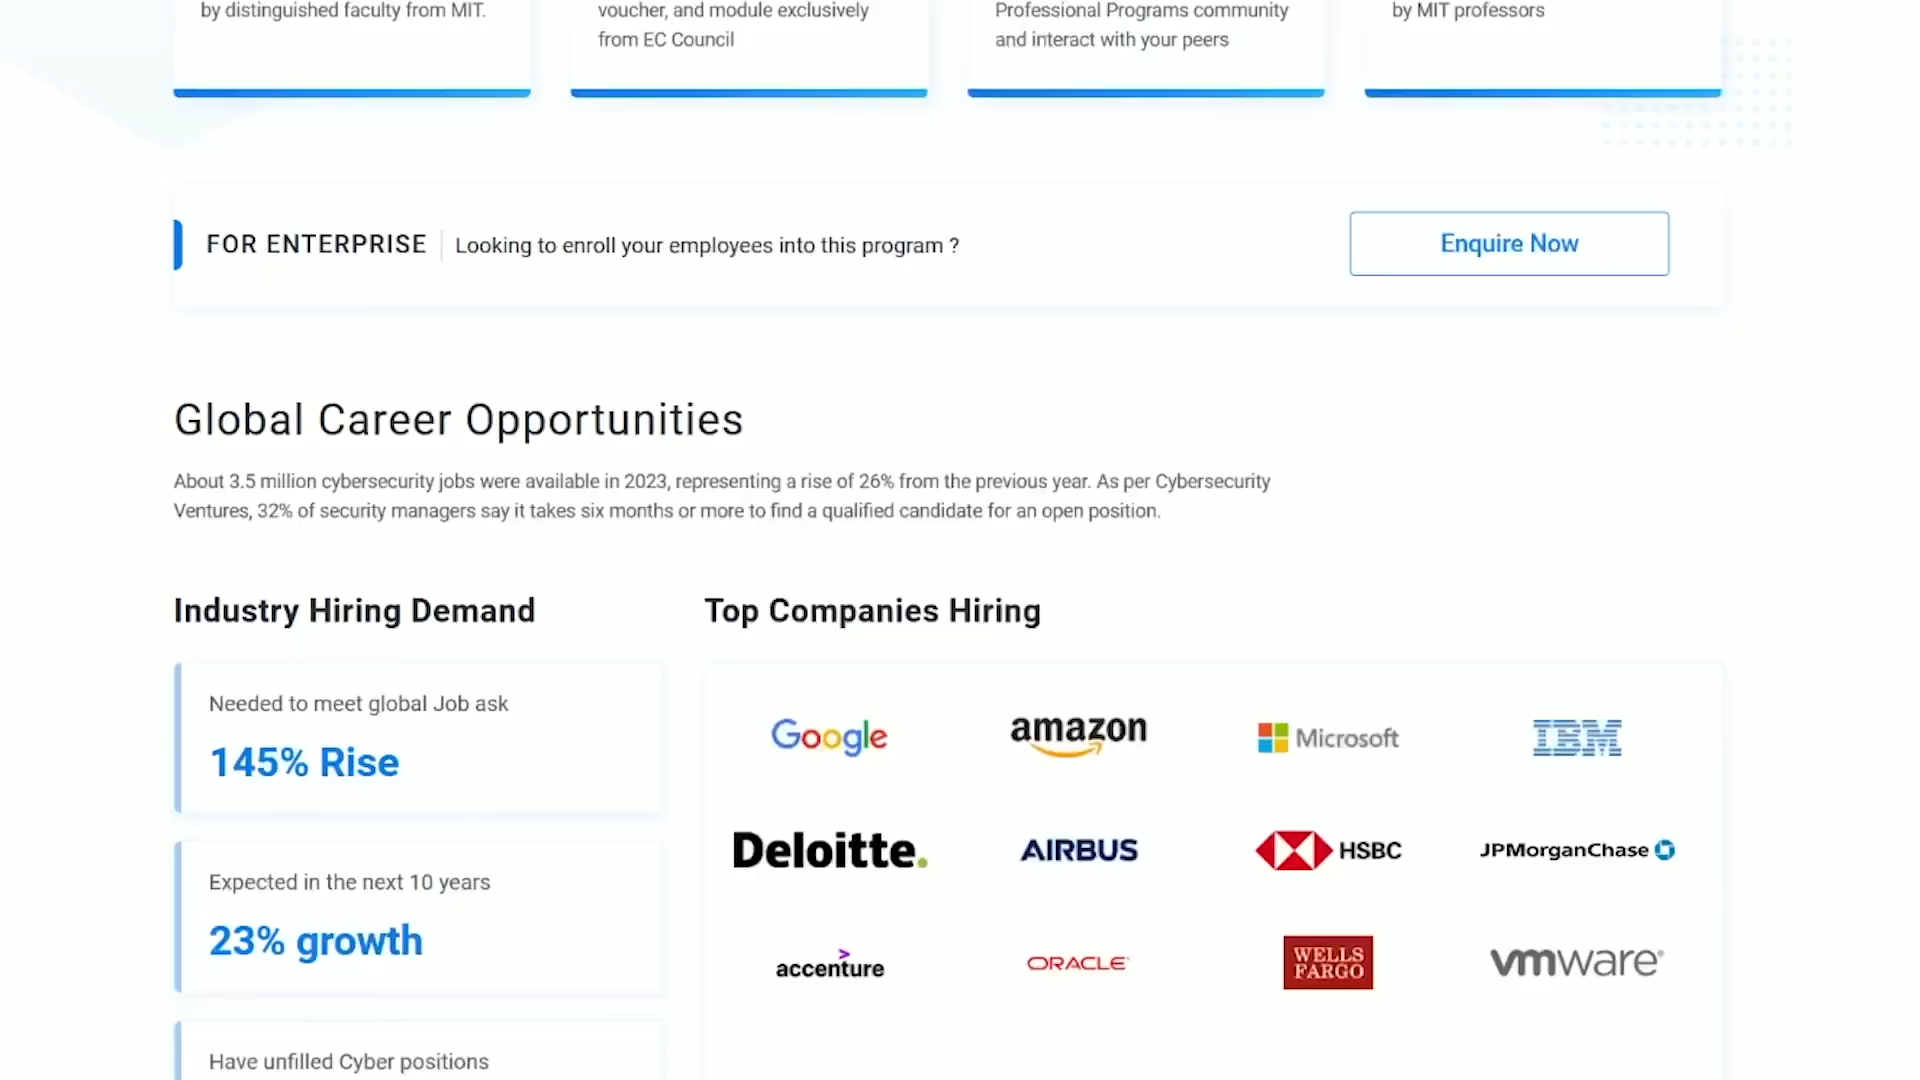 by distinguished faculty from MIT.
voucher, and module exclusively
from EC Council
Professional Programs community
and interact with your peers
by MIT professors
FOR ENTERPRISE Looking to enroll your employees into this program ?
Enquire Now
Global Career Opportunities
About 3.5 million cybersecurity jobs were available in 2023, representing a rise of 26% from the previous year. As per Cybersecurity
Ventures, 32% of security managers say it takes six months or more to find a qualified candidate for an open position.
Industry Hiring Demand
Needed to meet global Job ask
145% Rise
Expected in the next 10 years
23% growth
Have unfilled Cyber positions
Top Companies Hiring
Google
amazon
Microsoft
IBM
Deloitte.
AIRBUS
HSBC
JPMorganChase
accenture
ORACLE
WELLS
FARGO
vmware